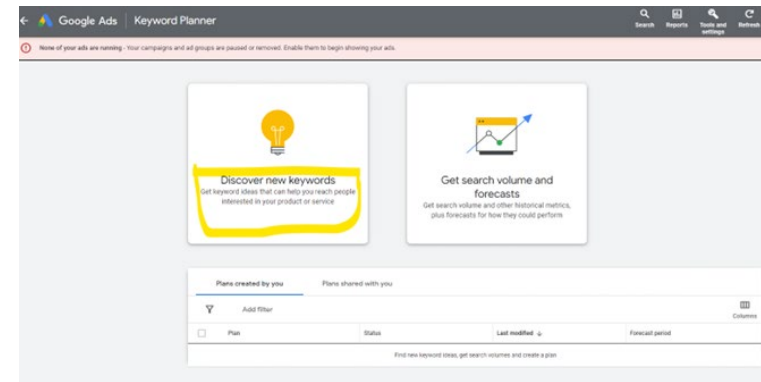 Google Ads Keyword Planner
Search Reports Tools and settings Refresh
None of your ads are running - Your campaigns and ad groups are paused or removed. Enable them to begin showing your ads.
Discover new keywords
Get keyword ideas that can help you reach people
interested in your product or service
Get search volume and
forecasts
Get search volume and other historical metrics,
plus forecasts for how they could perform
Plans created by you Plans shared with you
Add filter
Columns
Plan Status Last modified Forecast period
Find new keyword ideas, get search volumes and create a plan